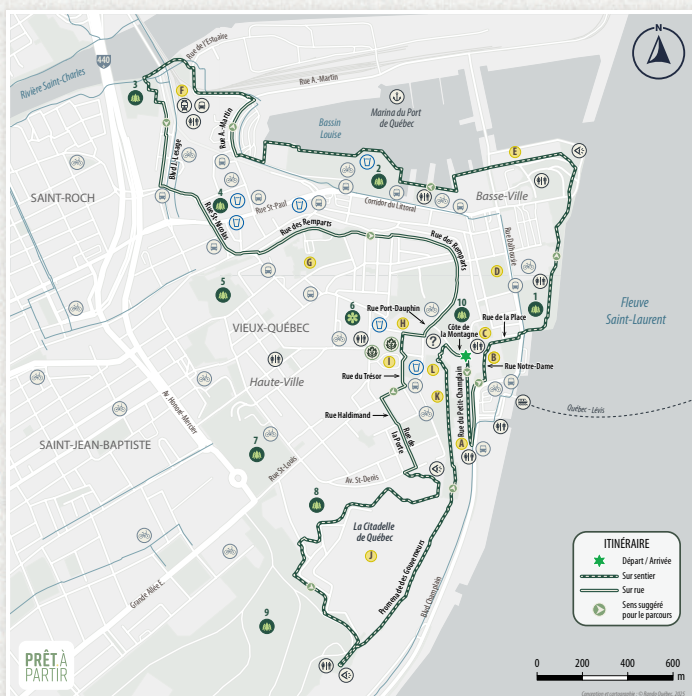 Rue de l'Estuaire
N
440
Rivière Saint-Charles
Rue A.-Martin
3
F
Marina du Port
de Québec
Bassin
Louise
Rue A.-Martin
Blvd J.-Lesage
E
2
SAINT-ROCH
4
Rue St-Paul
Corridor du Littoral
Basse-Ville
Rue St-Nicolas
Rue des Remparts
Rue des Remparts
Rue Dalhousie
G
D
5
6
Rue Port-Dauphin
10
1
Fleuve
Saint-Laurent
VIEUX-QUÉBEC
H
Côte de
la Montagne
Rue de la Place
C
?
I
L
B
Rue Notre-Dame
Haute-Ville
Rue du Trésor
K
Rue du Petit-Champlain
Québec - Lévis
Av. Honoré-Mercier
Rue Haldimand
Rue de
la Porte
A
SAINT-JEAN-BAPTISTE
7
Rue St-Louis
Av. St-Denis
8
La Citadelle
de Québec
J
Promenade des Gouverneurs
Blvd Champlain
Grande Allée E.
9
ITINÉRAIRE
Départ / Arrivée
Sur sentier
Sur rue
Sens suggéré
pour le parcours
PRÊT À
PARTIR
0 200 400 600
m
Conception et cartographie : © Rando Québec, 2025